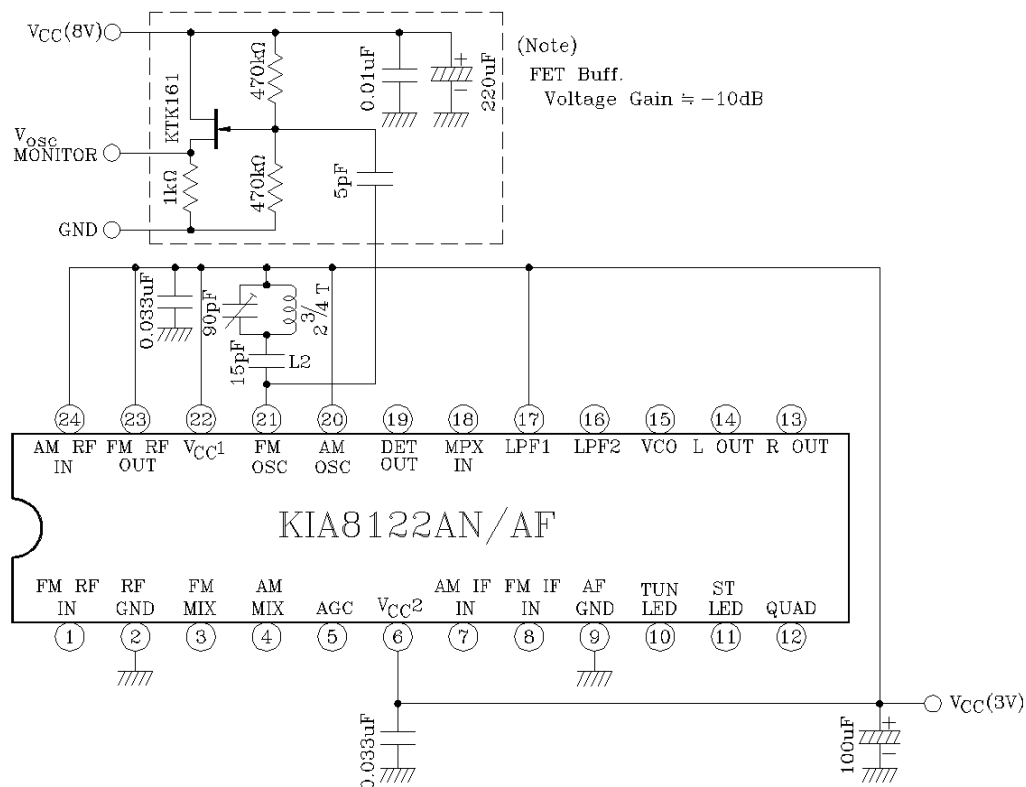 VCC(8V)
(Note)
FET Buff.
Voltage Gain ≒ -10dB
470kΩ
0.01uF
+
-
220uF
KTK161
VOSC
MONITOR
1kΩ
470kΩ
5pF
GND
0.033uF
90pF
2 3/4 T
15pF
L2
24 23 22 21 20 19 18 17 16 15 14 13
AM RF IN
FM RF OUT
VCC1
FM OSC
AM OSC
DET OUT
MPX IN
LPF1
LPF2
VCO
L OUT
R OUT
KIA8122AN/AF
FM RF IN
RF GND
FM MIX
AM MIX
AGC
VCC2
AM IF IN
FM IF IN
AF GND
TUN LED
ST LED
QUAD
1 2 3 4 5 6 7 8 9 10 11 12
VCC(3V)
0.033uF
100uF
+
-